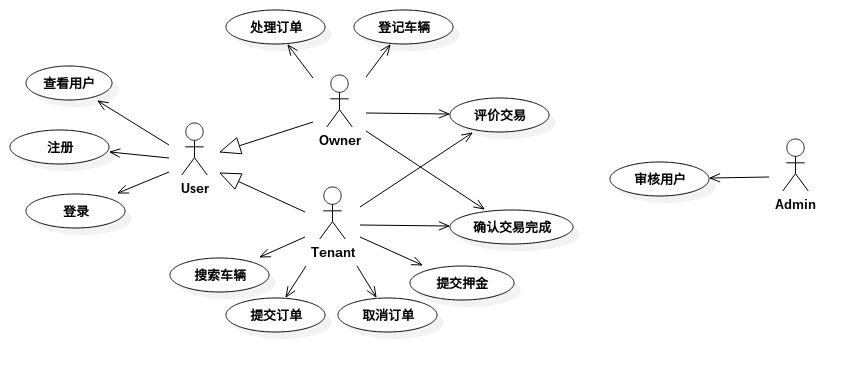 处理订单
登记车辆
查看用户
评价交易
Owner
注册
User
审核用户
Admin
登录
确认交易完成
Tenant
搜索车辆
提交押金
提交订单
取消订单